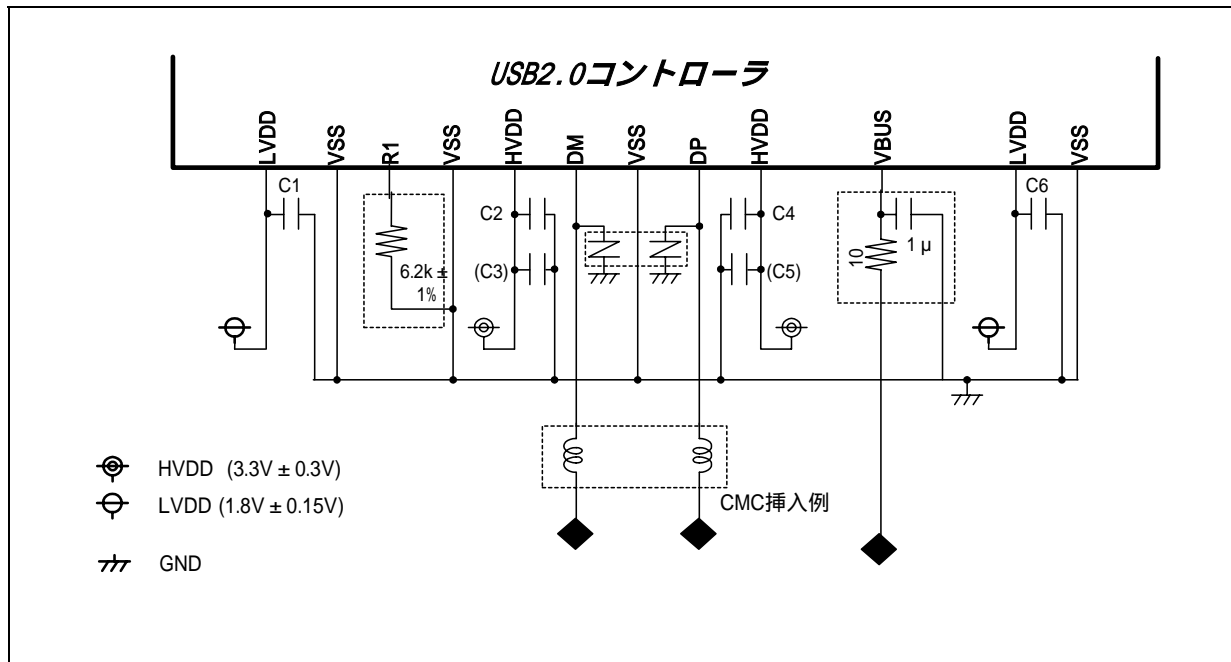 USB2.0コントローラ
LVDD
VSS
R1
VSS
HVDD
DM
VSS
DP
HVDD
VBUS
LVDD
VSS
C1
C2
C4
C6
(C3)
(C5)
6.2k ±
1%
10
1 μ
CMC挿入例
HVDD (3.3V ± 0.3V)
LVDD (1.8V ± 0.15V)
GND